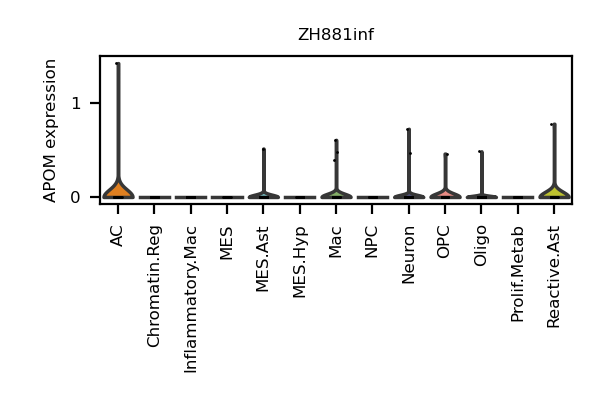 ZH881inf
APOM expression
1
0
AC
Chromatin.Reg
Inflammatory.Mac
MES
MES.Ast
MES.Hyp
Mac
NPC
Neuron
OPC
Oligo
Prolif.Metab
Reactive.Ast